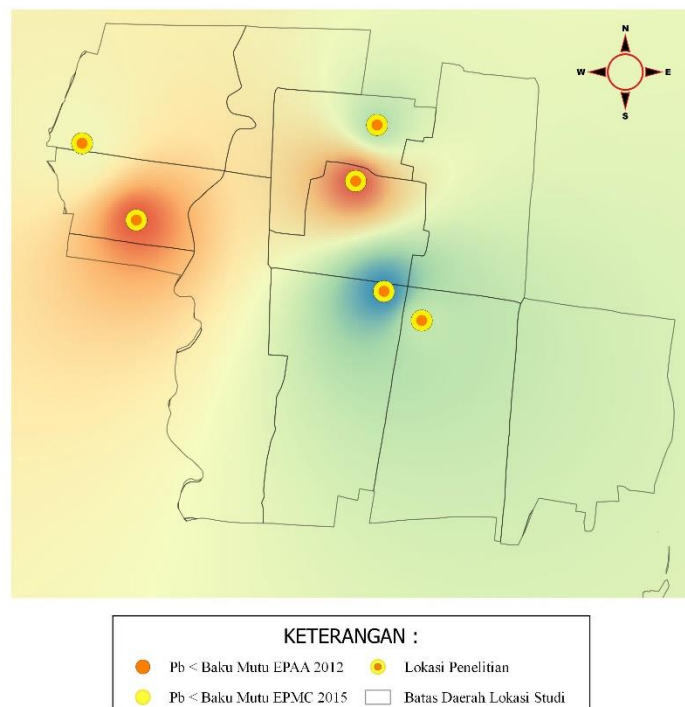 N
W E
S
KETERANGAN :
Pb < Baku Mutu EPAA 2012 Lokasi Penelitian
Pb < Baku Mutu EPMC 2015 Batas Daerah Lokasi Studi